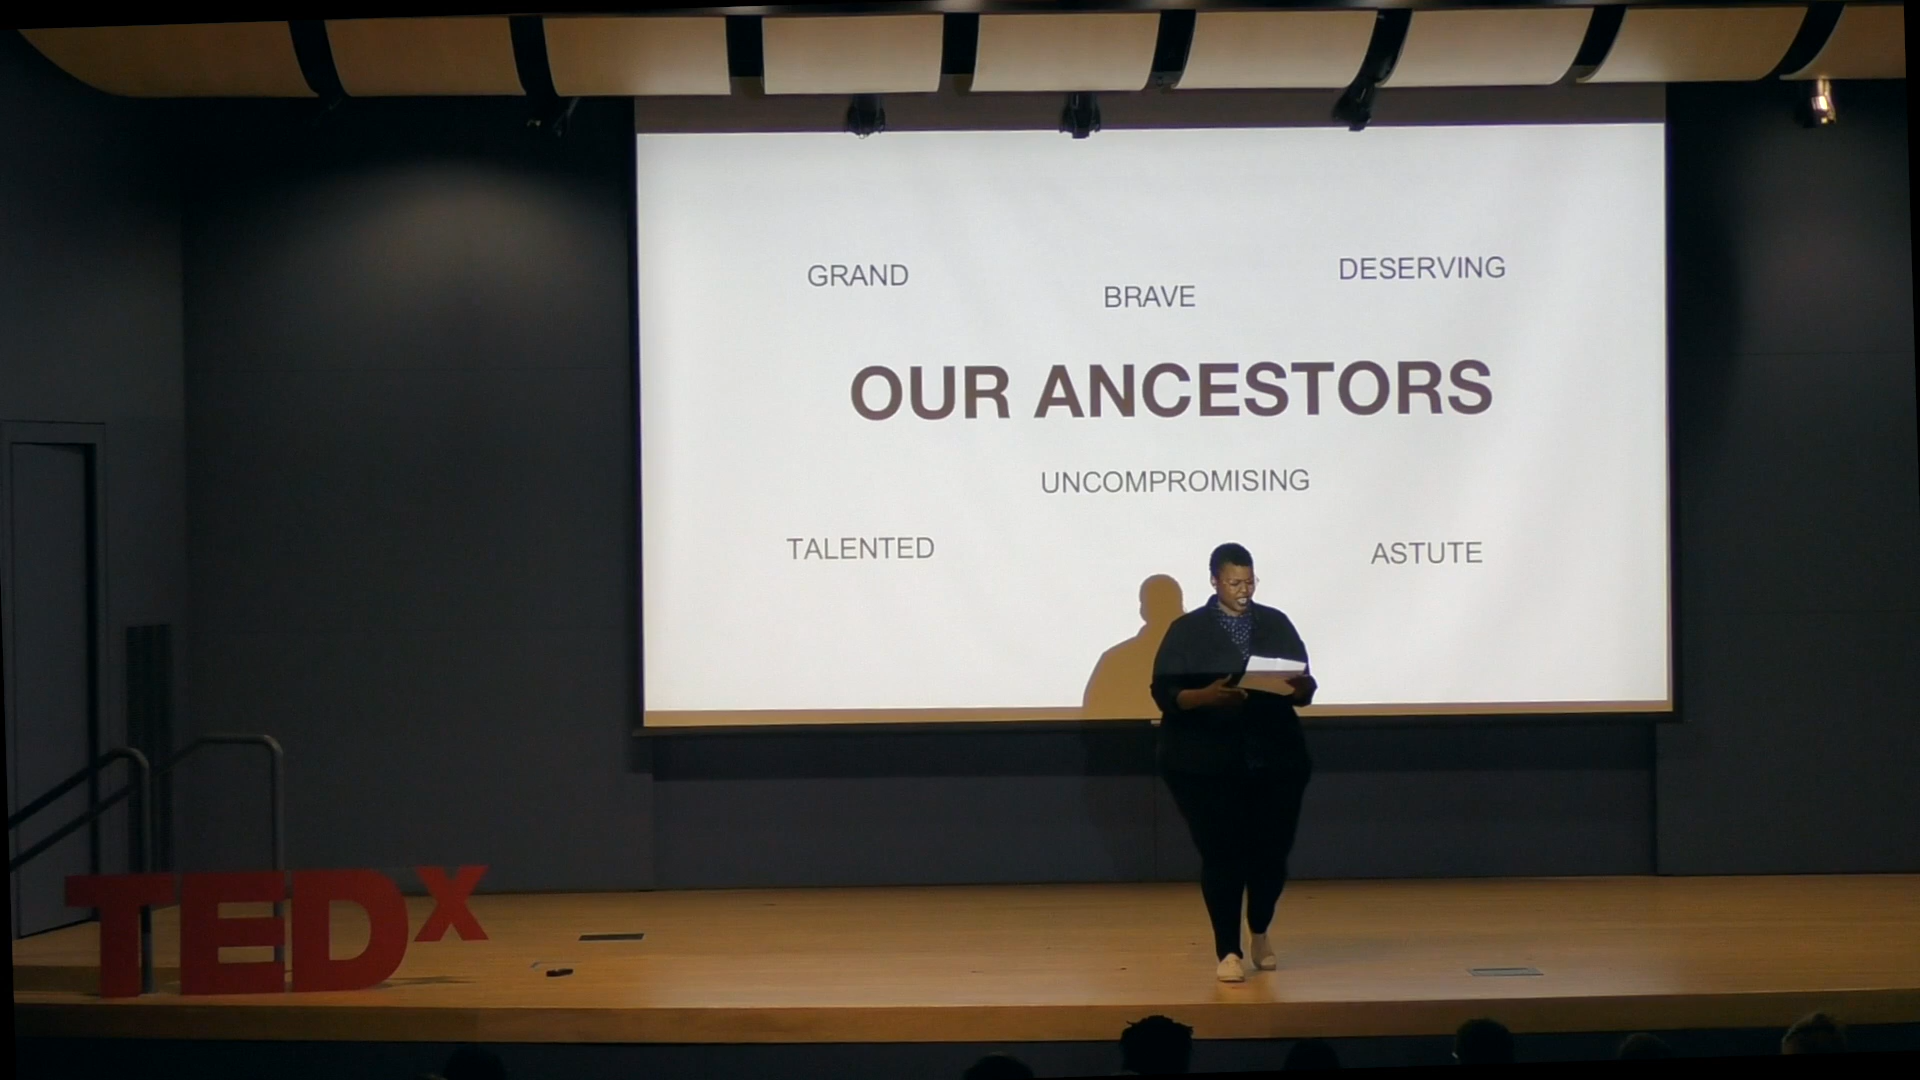 GRAND
BRAVE
DESERVING
OUR ANCESTORS
UNCOMPROMISING
TALENTED
ASTUTE
TEDx